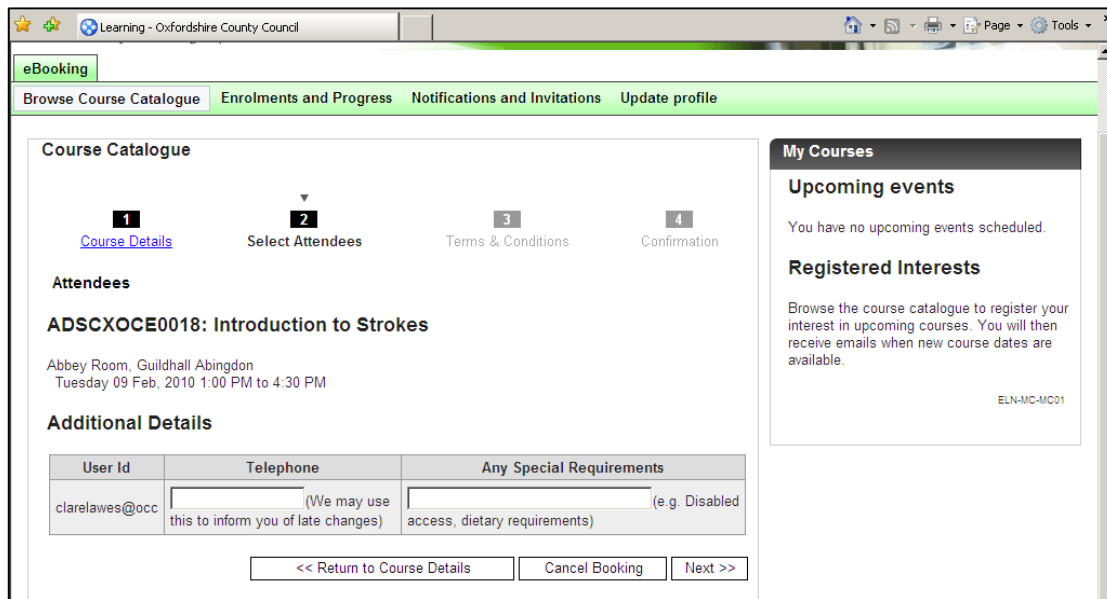 Learning - Oxfordshire County Council
Page
Tools
eBooking
Browse Course Catalogue
Enrolments and Progress
Notifications and Invitations
Update profile
Course Catalogue
1
Course Details
2
Select Attendees
3
Terms & Conditions
4
Confirmation
Attendees
ADSCXOCE0018: Introduction to Strokes
Abbey Room, Guildhall Abingdon
Tuesday 09 Feb, 2010 1:00 PM to 4:30 PM
Additional Details
User Id
Telephone
Any Special Requirements
clarelawes@occ
(We may use
this to inform you of late changes)
(e.g. Disabled
access, dietary requirements)
<< Return to Course Details
Cancel Booking
Next >>
My Courses
Upcoming events
You have no upcoming events scheduled.
Registered Interests
Browse the course catalogue to register your
interest in upcoming courses. You will then
receive emails when new course dates are
available.
ELN-MC-MC01